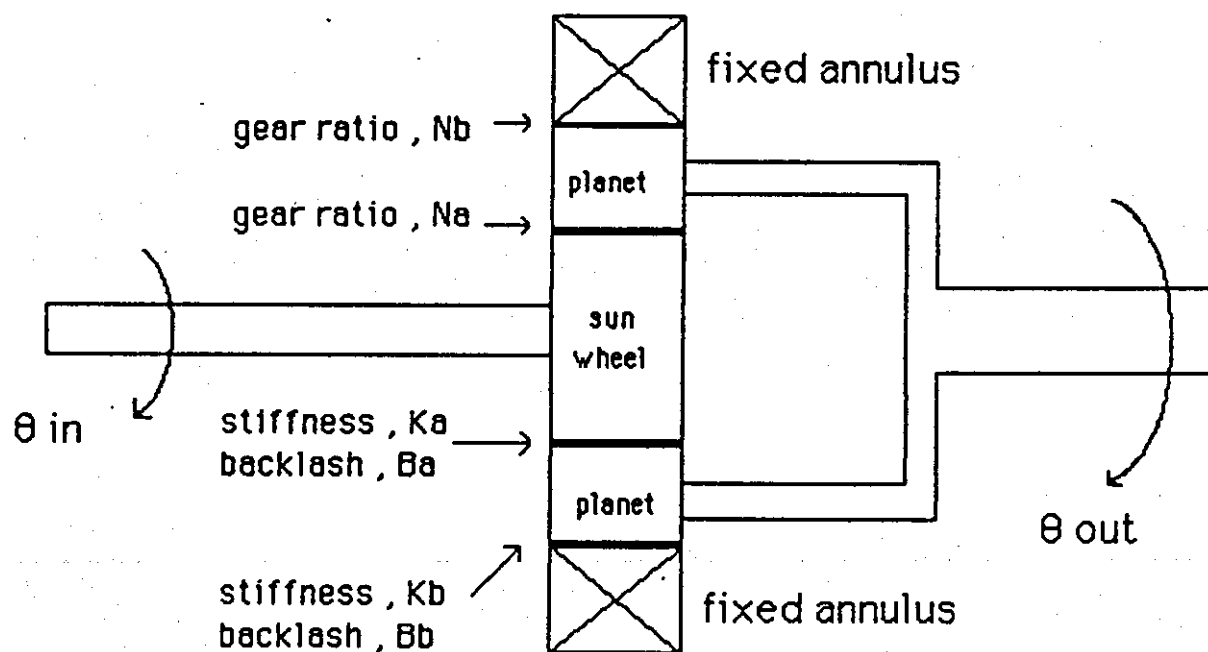 fixed annulus
gear ratio , Nb
planet
gear ratio , Na
sun
wheel
θ in
stiffness , Ka
backlash , Ba
planet
θ out
stiffness , Kb
backlash , Bb
fixed annulus